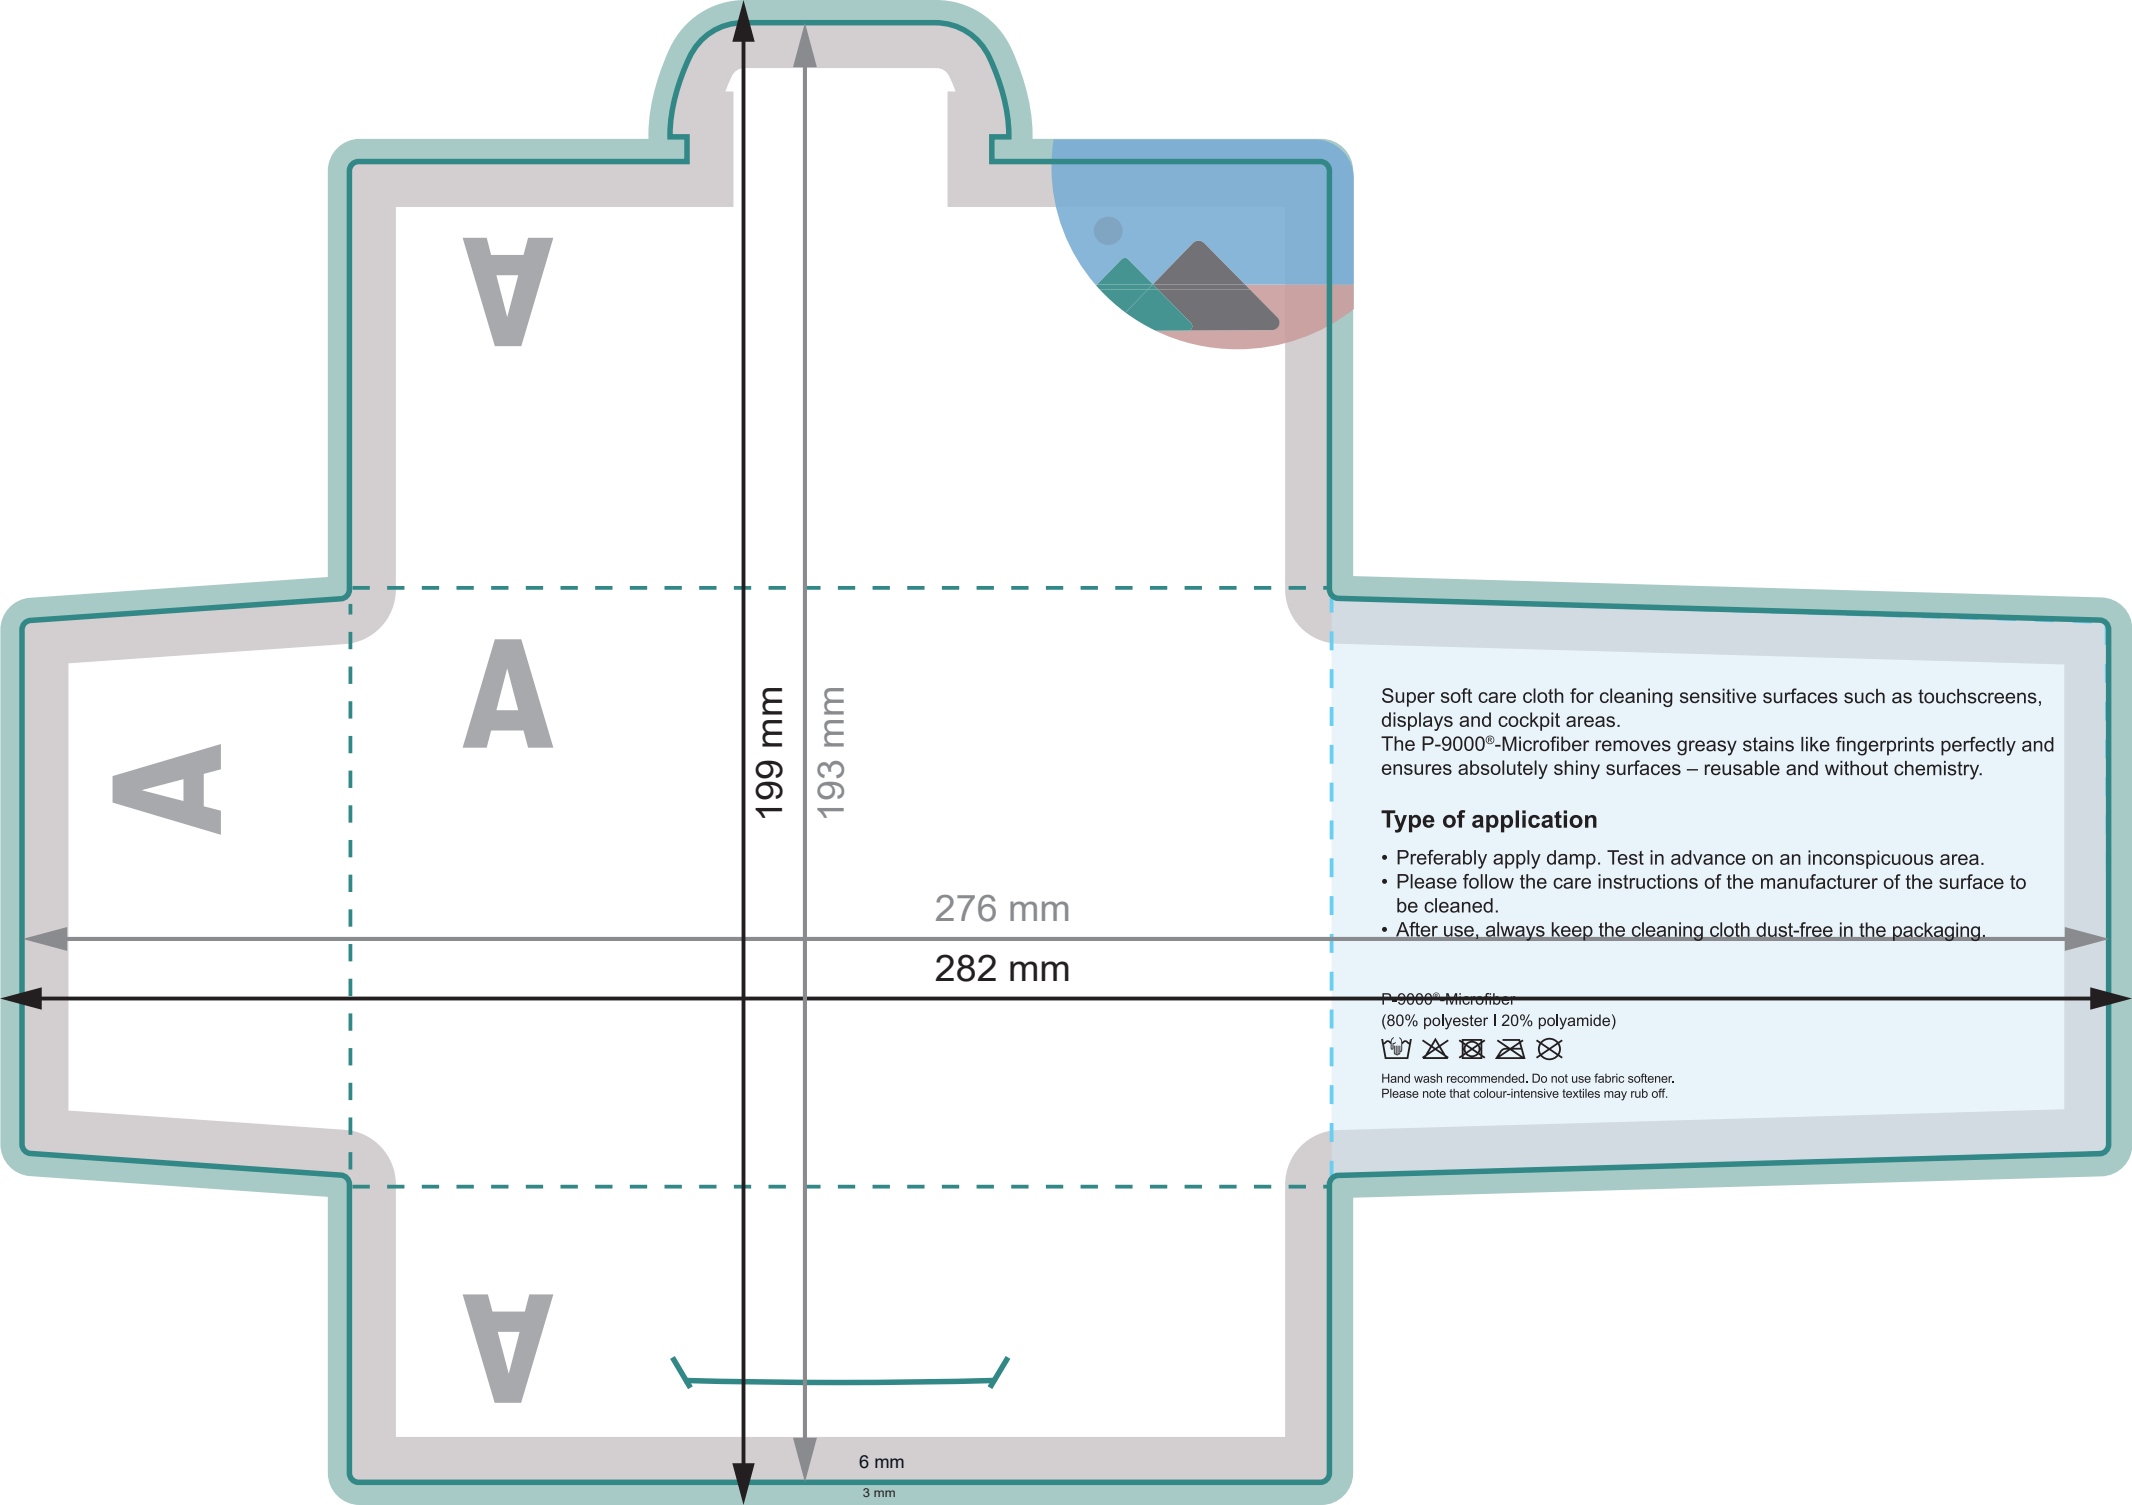 A
A
A
199 mm
193 mm
276 mm
282 mm
Super soft care cloth for cleaning sensitive surfaces such as touchscreens,
displays and cockpit areas.
The P-9000®-Microfiber removes greasy stains like fingerprints perfectly and
ensures absolutely shiny surfaces – reusable and without chemistry.
Type of application
• Preferably apply damp. Test in advance on an inconspicuous area.
• Please follow the care instructions of the manufacturer of the surface to
be cleaned.
• After use, always keep the cleaning cloth dust-free in the packaging.
P-9000®-Microfiber
(80% polyester I 20% polyamide)
Hand wash recommended. Do not use fabric softener.
Please note that colour-intensive textiles may rub off.
A
6 mm
3 mm